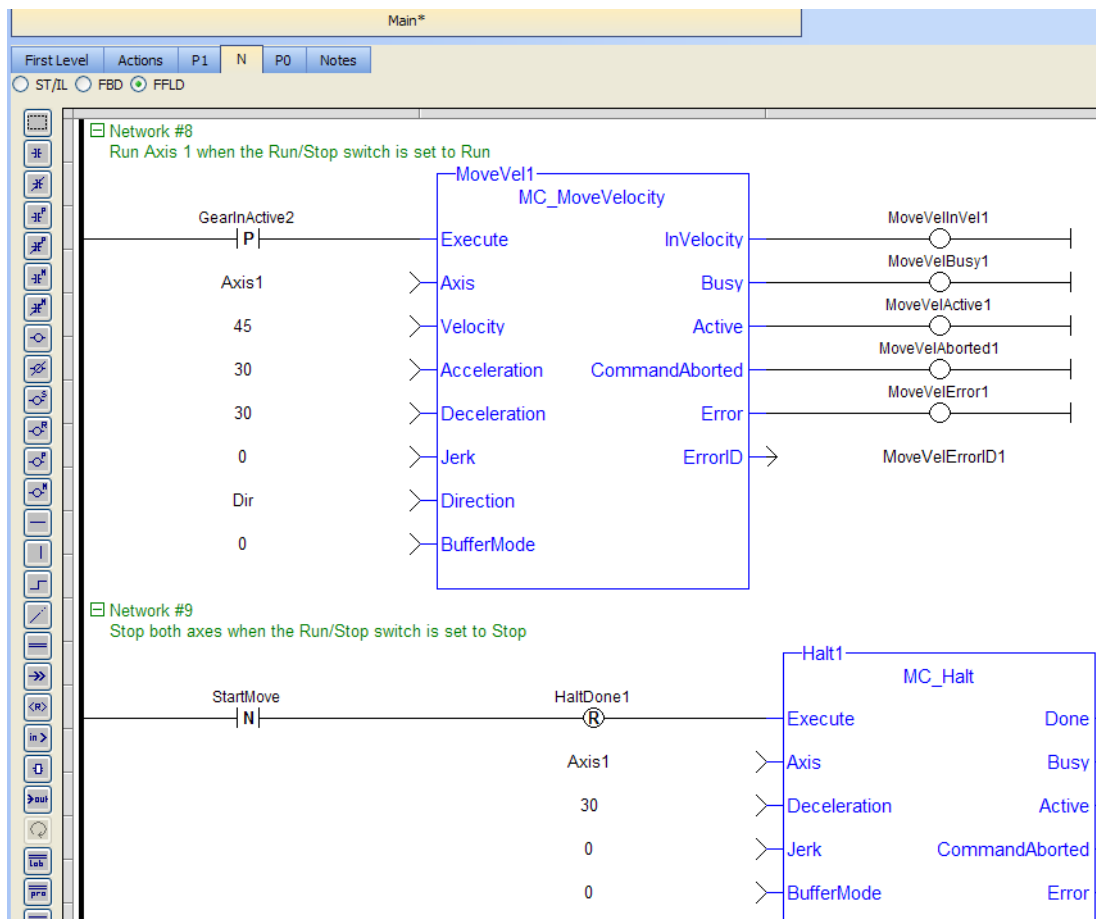 Main*
First Level Actions P1 N P0 Notes
ST/IL FBD FFLD
Network #8
Run Axis 1 when the Run/Stop switch is set to Run
MoveVel1
MC_MoveVelocity
GearInActive2
P
Execute
InVelocity
MoveVelInVel1
Axis1
Axis
Busy
MoveVelBusy1
45
Velocity
Active
MoveVelActive1
30
Acceleration
CommandAborted
MoveVelAborted1
30
Deceleration
Error
MoveVelError1
0
Jerk
ErrorID
MoveVelErrorID1
Dir
Direction
0
BufferMode
Network #9
Stop both axes when the Run/Stop switch is set to Stop
Halt1
MC_Halt
StartMove
N
HaltDone1
R
Execute
Done
Axis1
Axis
Busy
30
Deceleration
Active
0
Jerk
CommandAborted
0
BufferMode
Error
P
P
N
N
S
R
P
N
<R>
in >
>out
Lab
pro